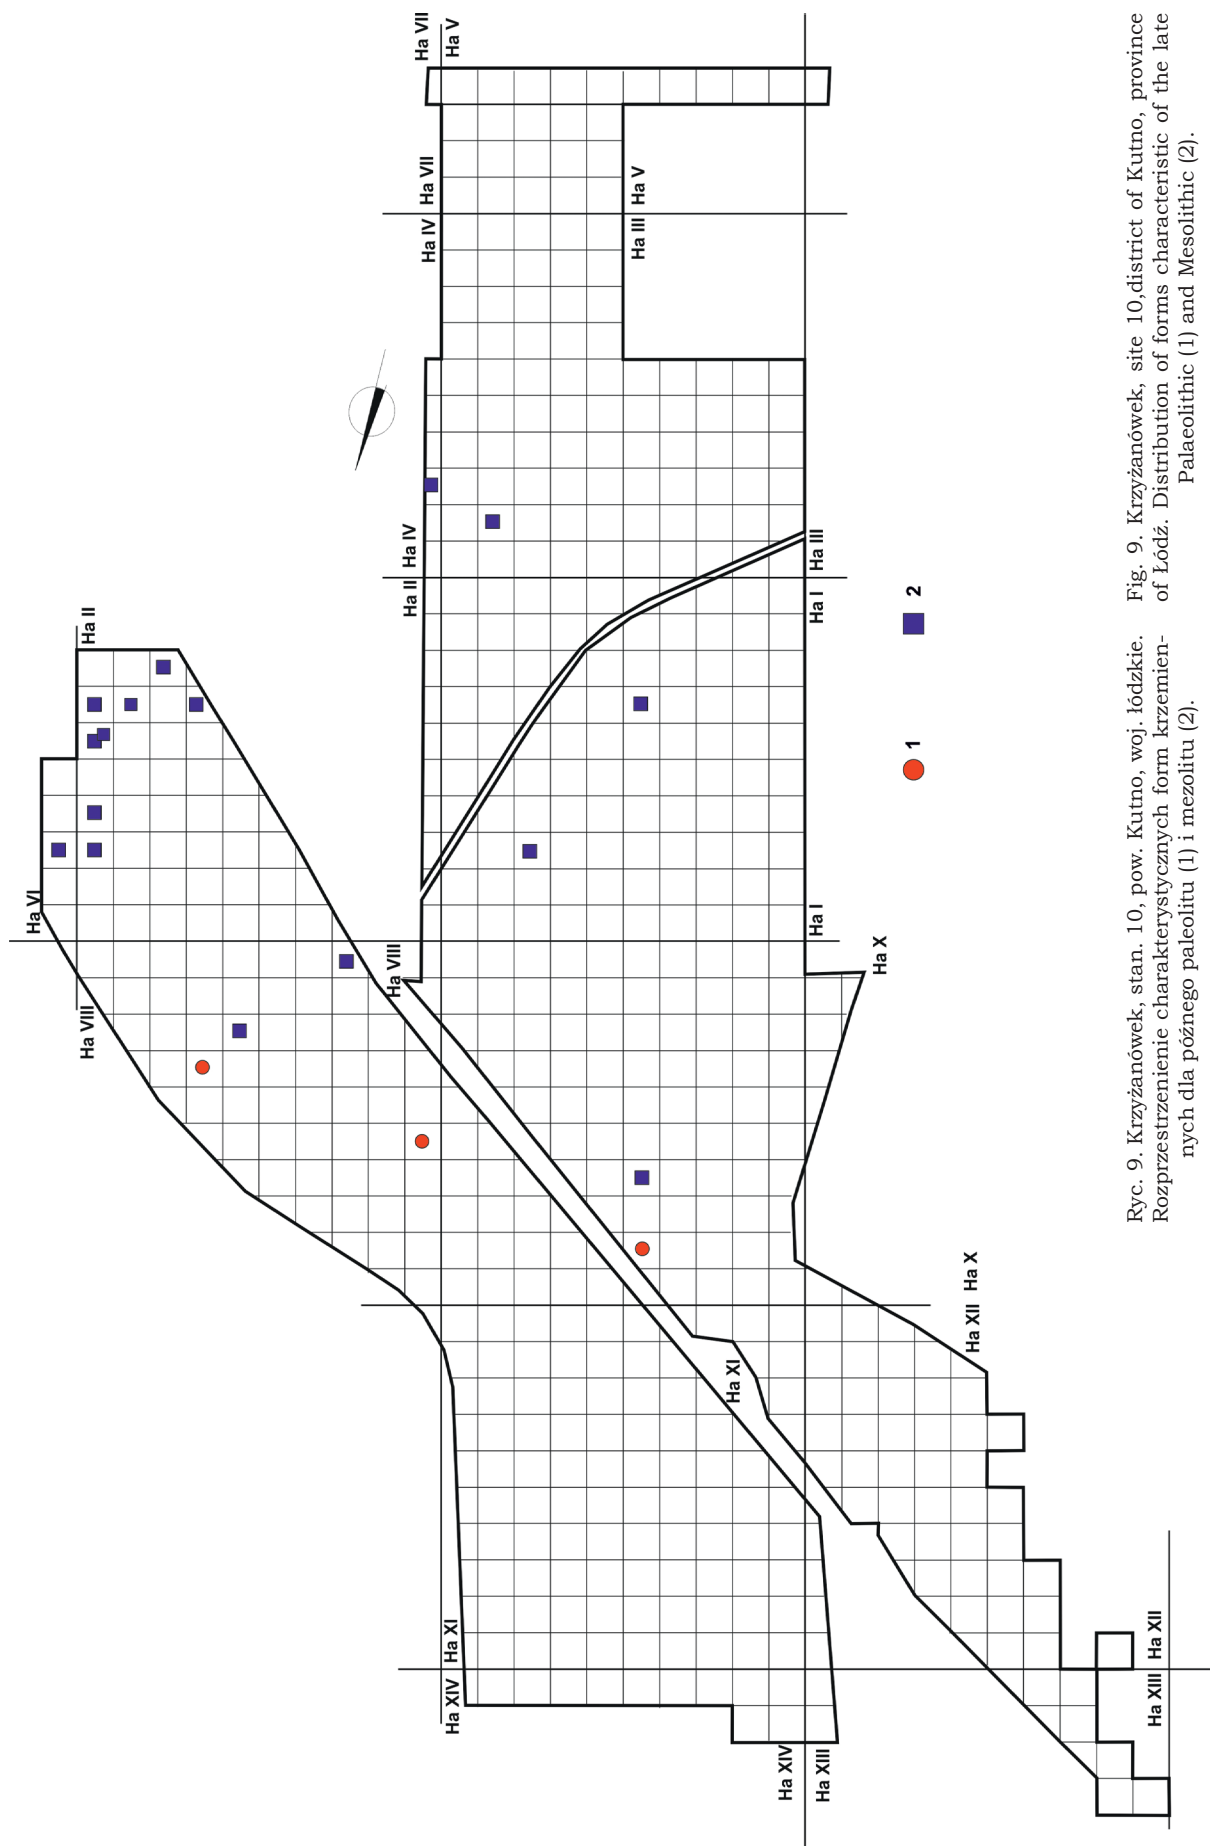 Ha VII
Ha V
Ha VII
Ha IV
Ha V
Ha III
Ha IV
Ha II
Ha III
Ha I
Ha II
Ha VI
Ha VIII
Ha VIII
Ha I
Ha X
Ha X
Ha XII
Ha XI
Ha XI
Ha XIV
Ha XIV
Ha XIII
Ha XII
Ha XIII
1
2
Ryc. 9. Krzyżanówek, stan. 10, pow. Kutno, woj. łódzkie.
Rozprzestrzenienie charakterystycznych form krzemien-
nych dla późnego paleolitu (1) i mezolitu (2).
Fig. 9. Krzyżanówek, site 10,district of Kutno, province
of Łódź. Distribution of forms characteristic of the late
Palaeolithic (1) and Mesolithic (2).